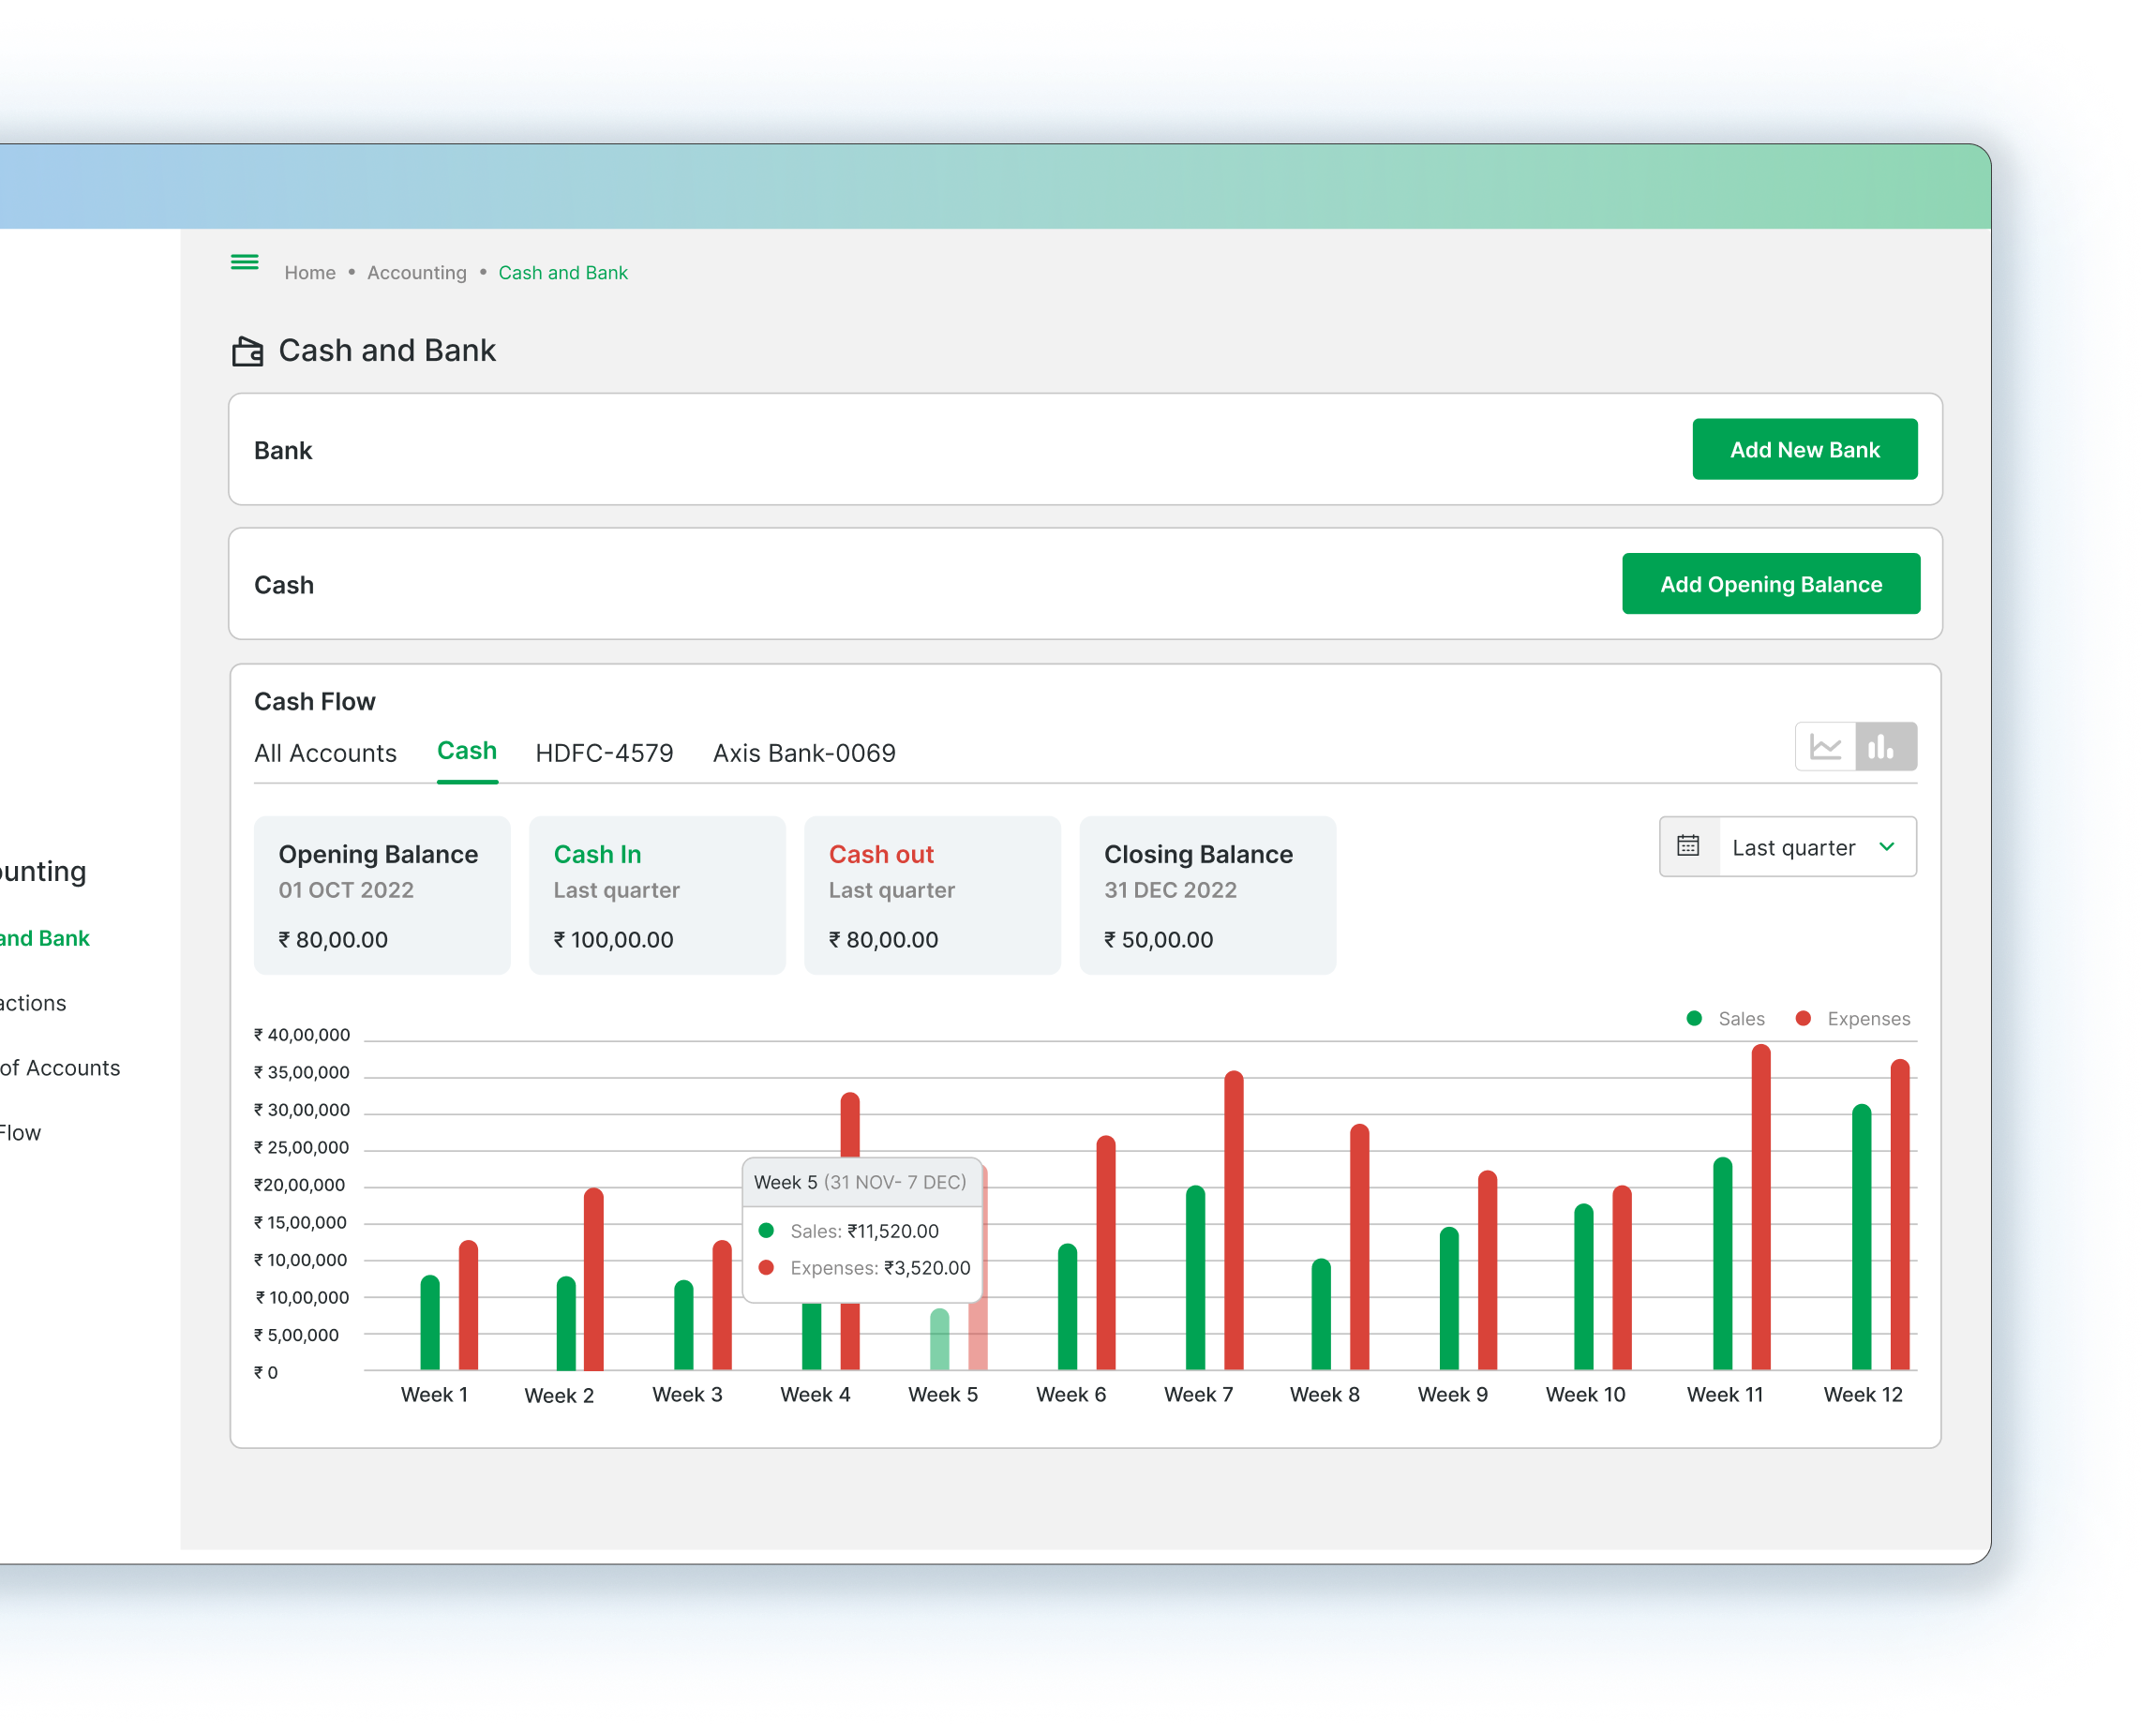 Home • Accounting • Cash and Bank
Cash and Bank
Bank
Add New Bank
Cash
Add Opening Balance
Cash Flow
All Accounts Cash HDFC-4579 Axis Bank-0069
Opening Balance
01 OCT 2022
₹ 80,00.00
Cash In
Last quarter
₹ 100,00.00
Cash out
Last quarter
₹ 80,00.00
Closing Balance
31 DEC 2022
₹ 50,00.00
Last quarter
ounting
and Bank
actions
of Accounts
Flow
Sales Expenses
₹ 40,00,000
₹ 35,00,000
₹ 30,00,000
₹ 25,00,000
₹20,00,000
₹ 15,00,000
₹ 10,00,000
₹ 10,00,000
₹ 5,00,000
₹ 0
Week 5 (31 NOV- 7 DEC)
Sales: ₹11,520.00
Expenses: ₹3,520.00
Week 1 Week 2 Week 3 Week 4 Week 5 Week 6 Week 7 Week 8 Week 9 Week 10 Week 11 Week 12